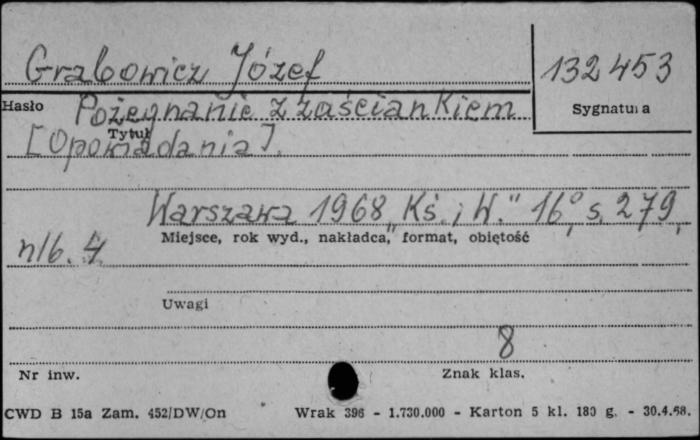 Grabowicz Józef
132453
Hasło
Sygnatura
Pożegnanie z zaściankiem
Tytuł
[Opowiadania].
Warszawa 1968 "Kś. i W." 16°, s. 279,
Miejsce, rok wyd., nakładca, format, objętość
nlb. 4.
Uwagi
8
Nr inw.
Znak klas.
CWD B 15a Zam. 452/DW/On
Wrak 396 - 1.730.000 - Karton 5 kl. 180 g. - 30.4.68.